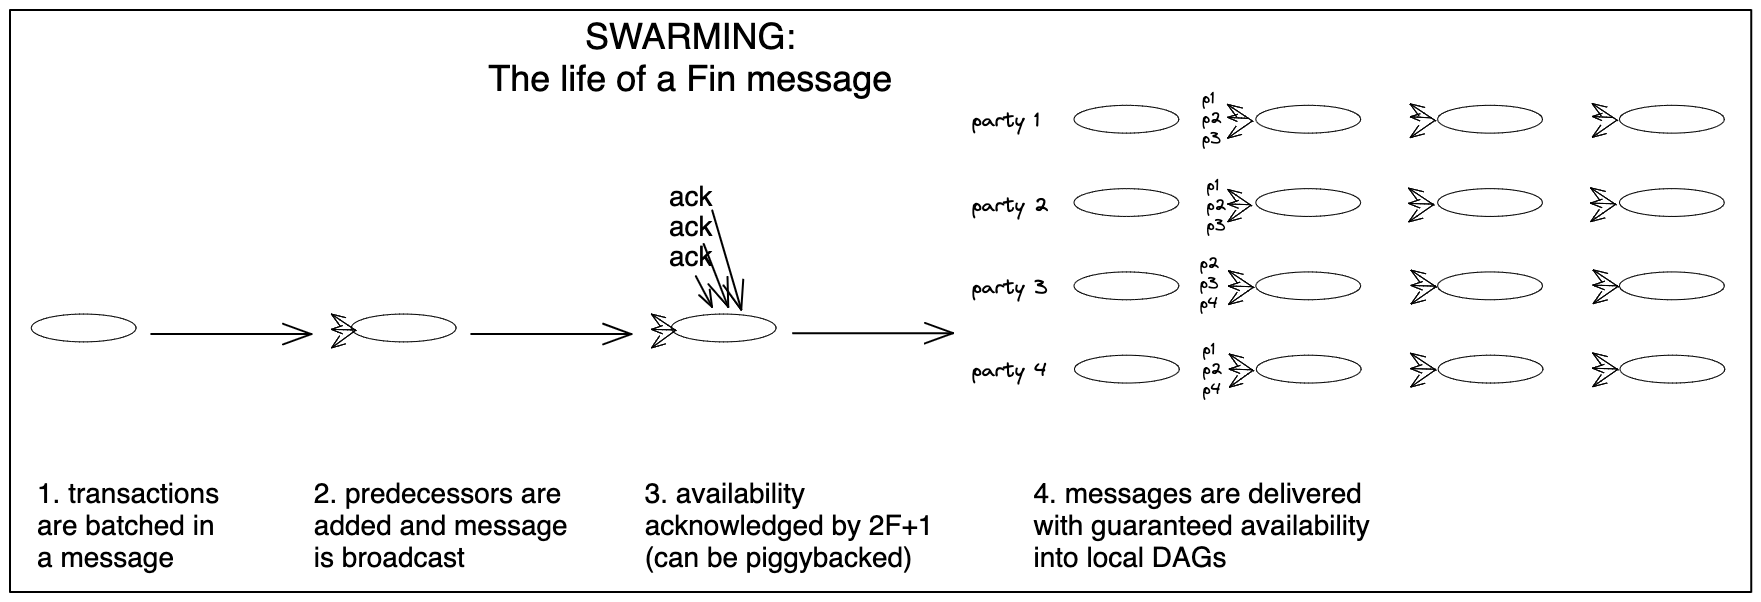 SWARMING:
The life of a Fin message
party 1
p1
p2
p3
party 2
p1
p2
p3
party 3
p2
p3
p4
party 4
p1
p2
p4
ack
ack
ack
1. transactions
are batched in
a message
2. predecessors are
added and message
is broadcast
3. availability
acknowledged by 2F+1
(can be piggybacked)
4. messages are delivered
with guaranteed availability
into local DAGs